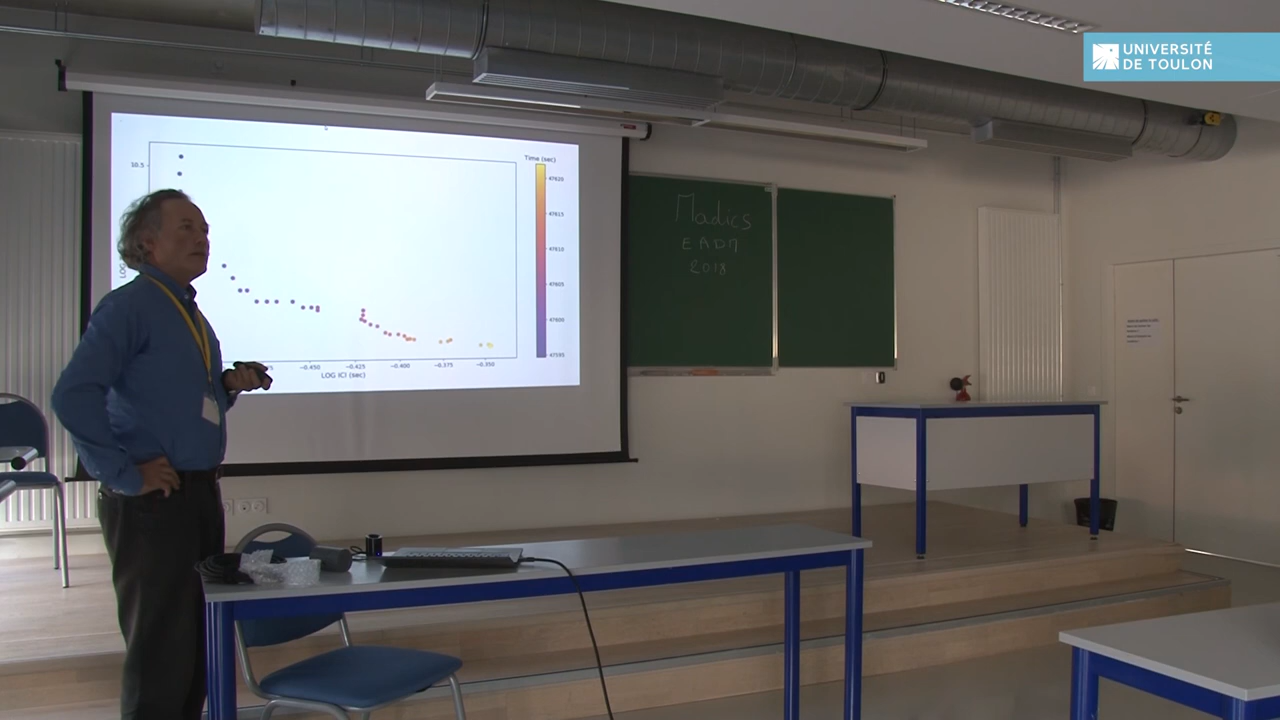 UNIVERSITÉ
DE TOULON
Time (sec)
10.5
47620
47615
47610
47605
47600
47595
−0.450
−0.425
−0.400
−0.375
−0.350
LOG ICI (sec)
LOG
Madics
EADM
2018